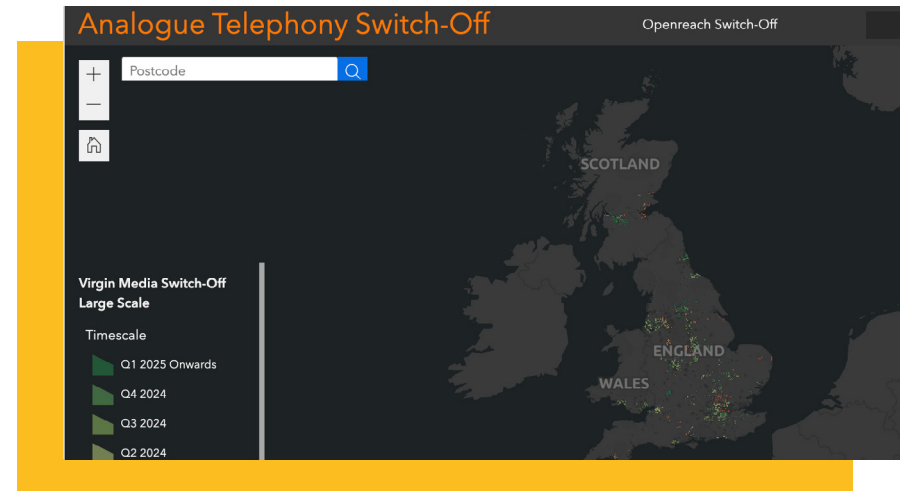 Analogue Telephony Switch-Off
Openreach Switch-Off
Postcode
SCOTLAND
Virgin Media Switch-Off
Large Scale
Timescale
Q1 2025 Onwards
Q4 2024
Q3 2024
Q2 2024
ENGLAND
WALES